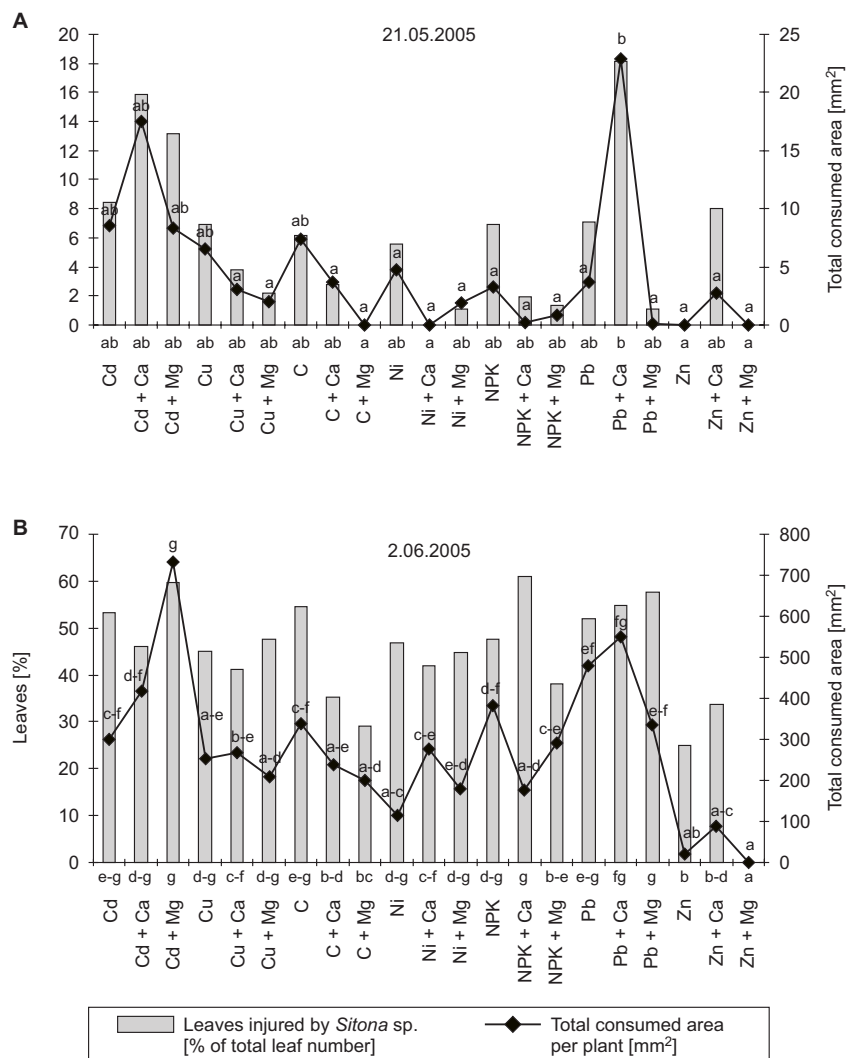 A
21.05.2005
20
18
16
14
12
10
8
6
4
2
0
25
20
15
10
5
0
Total consumed area [mm²]
ab
ab
ab
ab
a
a
ab
a
a
a
a
a
a
a
a
a
b
a
a
a
a
ab ab ab ab ab ab ab ab a ab a ab ab ab ab ab b ab a ab a
Cd
Cd + Ca
Cd + Mg
Cu
Cu + Ca
Cu + Mg
C
C + Ca
C + Mg
Ni
Ni + Ca
Ni + Mg
NPK
NPK + Ca
NPK + Mg
Pb
Pb + Ca
Pb + Mg
Zn
Zn + Ca
Zn + Mg
B
2.06.2005
Leaves [%]
70
60
50
40
30
20
10
0
800
700
600
500
400
300
200
100
0
Total consumed area [mm²]
c-f
d-f
g
a-e
b-e
a-d
c-f
a-e
a-d
a-c
c-e
e-d
d-f
a-d
c-e
ef
fg
e-f
ab
a-c
a
e-g d-g g d-g c-f d-g e-g b-d bc d-g c-f d-g d-g g b-e e-g fg g b b-d a
Cd
Cd + Ca
Cd + Mg
Cu
Cu + Ca
Cu + Mg
C
C + Ca
C + Mg
Ni
Ni + Ca
Ni + Mg
NPK
NPK + Ca
NPK + Mg
Pb
Pb + Ca
Pb + Mg
Zn
Zn + Ca
Zn + Mg
Leaves injured by Sitona sp.
[% of total leaf number]
Total consumed area
per plant [mm²]